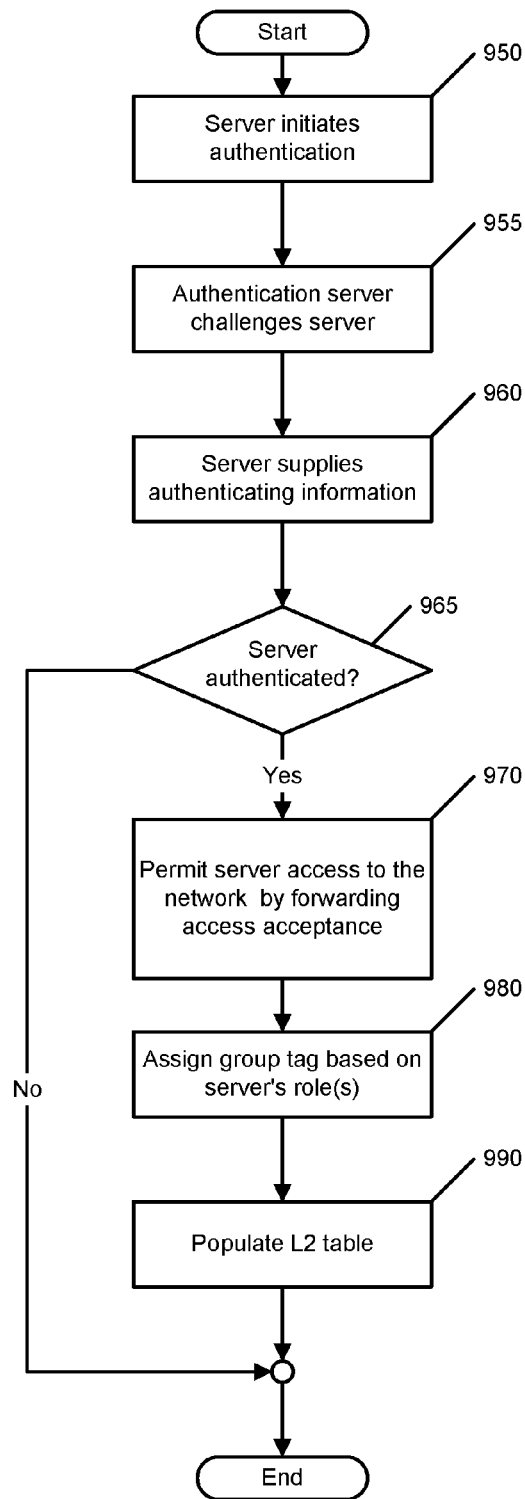 Start
950
Server initiates
authentication
955
Authentication server
challenges server
960
Server supplies
authenticating information
965
Server
authenticated?
Yes
970
Permit server access to the
network by forwarding
access acceptance
980
Assign group tag based on
server's role(s)
No
990
Populate L2 table
End